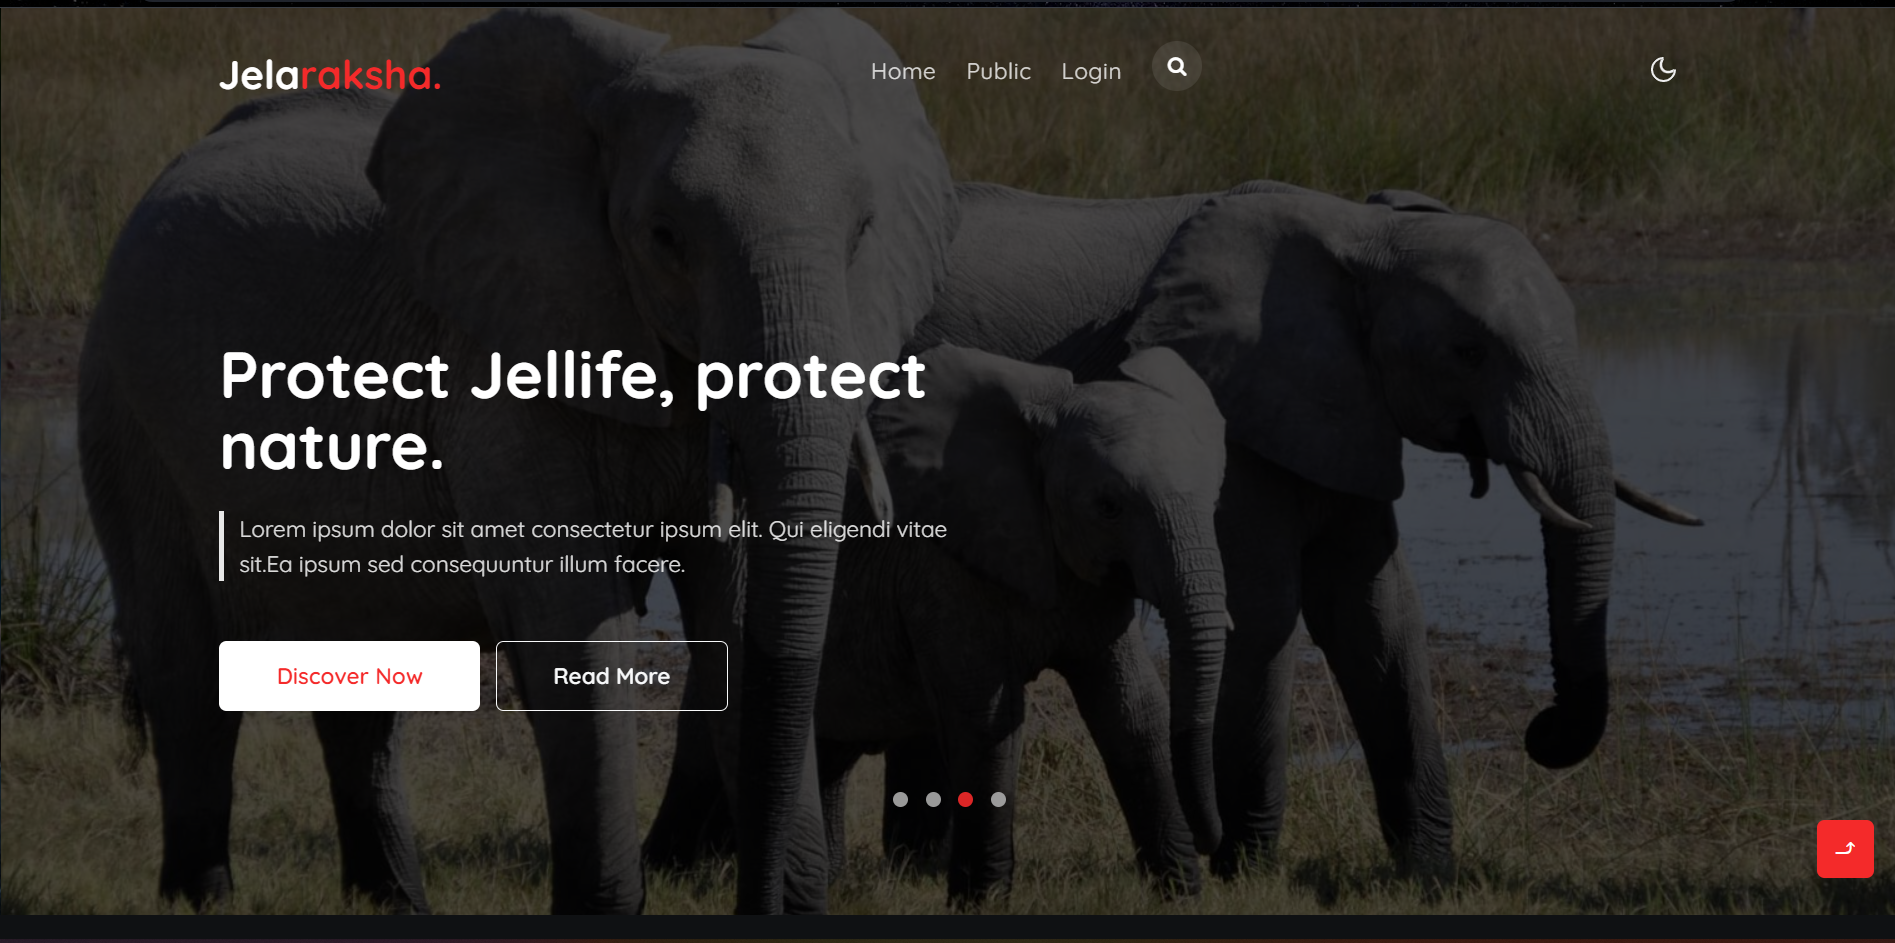 Jelaraksha.
Home Public Login
Protect Jellife, protect
nature.
Lorem ipsum dolor sit amet consectetur ipsum elit. Qui eligendi vitae
sit.Ea ipsum sed consequuntur illum facere.
Discover Now Read More